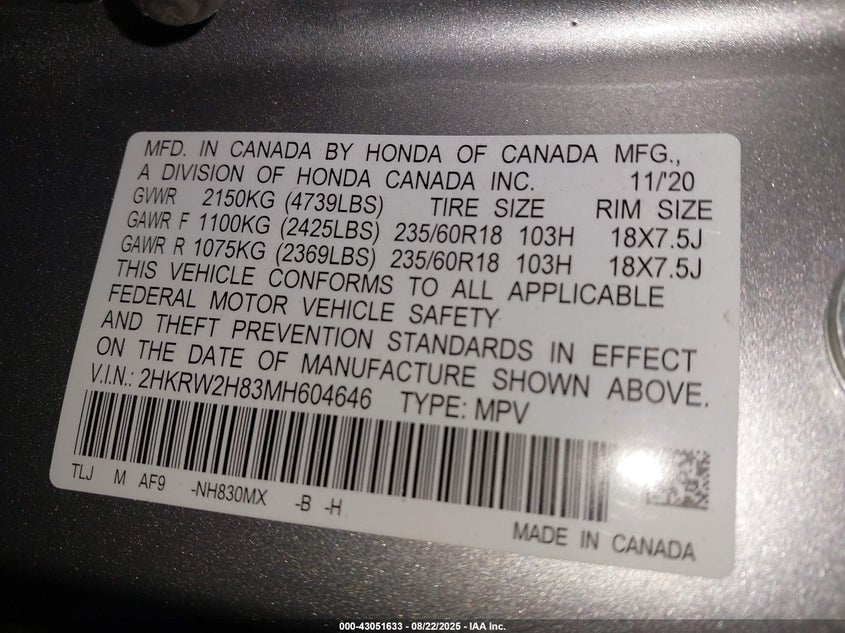 MFD. IN CANADA BY HONDA OF CANADA MFG.,
A DIVISION OF HONDA CANADA INC. 11/'20
GVWR 2150KG (4739LBS) TIRE SIZE RIM SIZE
GAWR F 1100KG (2425LBS) 235/60R18 103H 18X7.5J
GAWR R 1075KG (2369LBS) 235/60R18 103H 18X7.5J
THIS VEHICLE CONFORMS TO ALL APPLICABLE
FEDERAL MOTOR VEHICLE SAFETY
AND THEFT PREVENTION STANDARDS IN EFFECT
ON THE DATE OF MANUFACTURE SHOWN ABOVE.
V.I.N.: 2HKRW2H83MH604646 TYPE: MPV
TLJ M AF9 -NH830MX -B -H
MADE IN CANADA
000-43051633 - 08/22/2025 - IAA Inc.